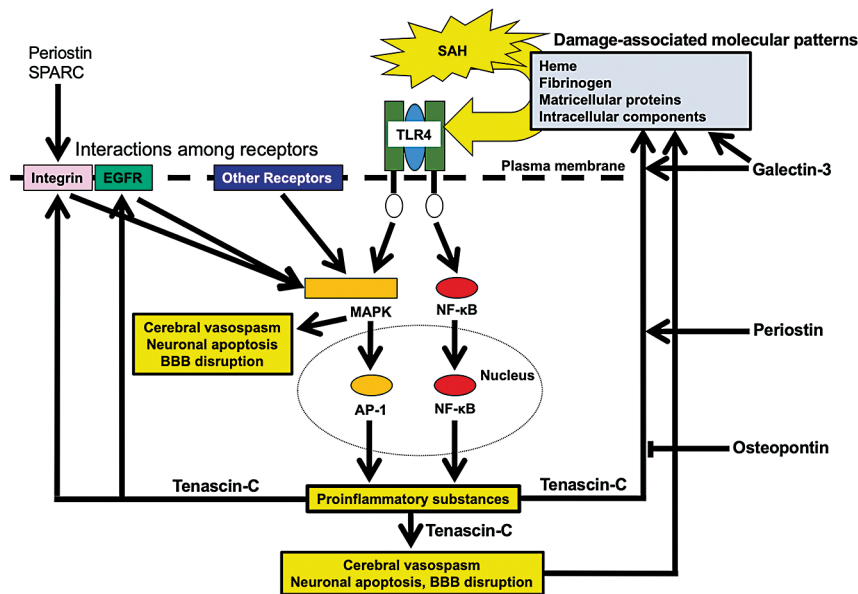 SAH
Damage-associated molecular patterns
Heme
Fibrinogen
Matricellular proteins
Intracellular components
Periostin
SPARC
TLR4
Interactions among receptors
Plasma membrane
Galectin-3
Integrin
EGFR
Other Receptors
MAPK
NF-κB
Cerebral vasospasm
Neuronal apoptosis
BBB disruption
Periostin
Nucleus
AP-1
NF-κB
Osteopontin
Tenascin-C
Proinflammatory substances
Tenascin-C
Tenascin-C
Cerebral vasospasm
Neuronal apoptosis, BBB disruption